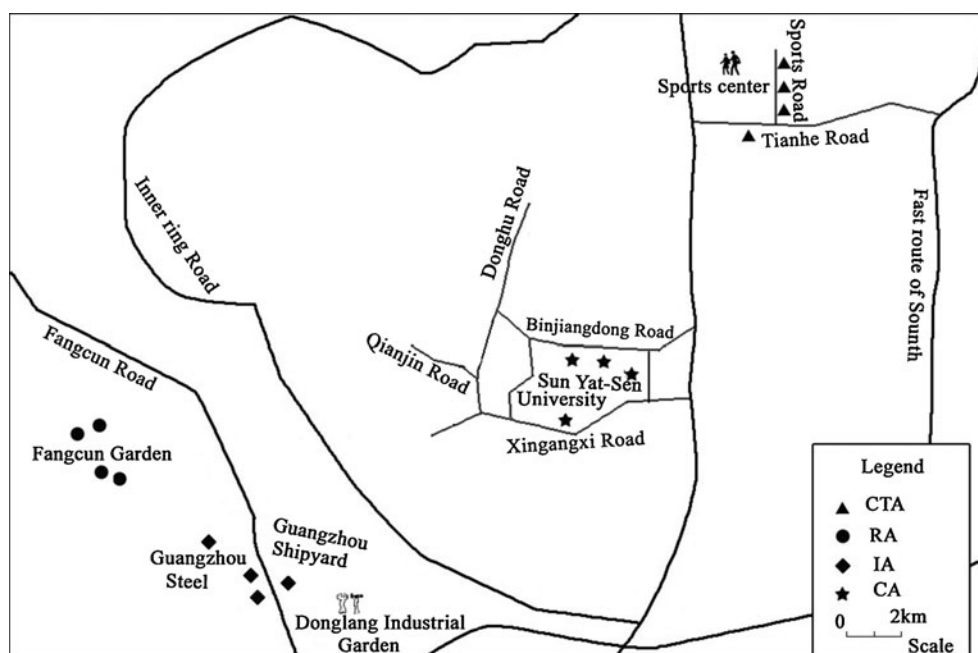 Sports center
Sports Road
Tianhe Road
Inner ring Road
Donghu Road
Fast route of Sounth
Fangcun Road
Qianjin Road
Binjiangdong Road
Sun Yat-Sen
University
Xingangxi Road
Fangcun Garden
Guangzhou
Steel
Guangzhou
Shipyard
Donglang Industrial
Garden
Legend
CTA
RA
IA
CA
0 2km
Scale